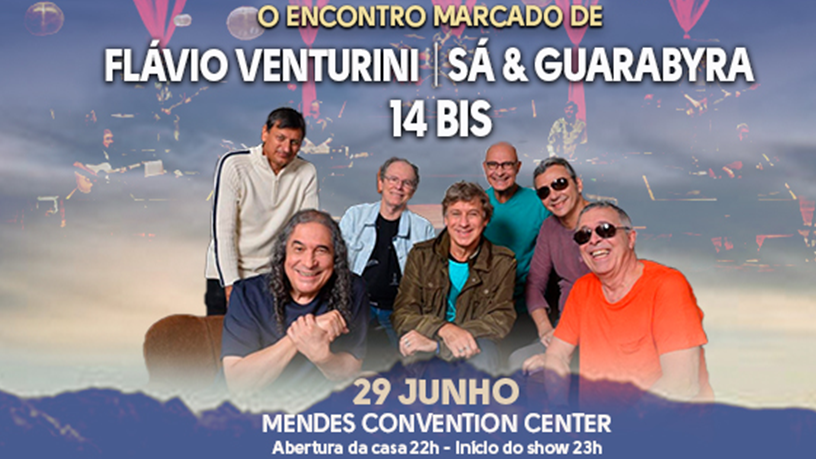 O ENCONTRO MARCADO DE
FLÁVIO VENTURINI | SÁ & GUARABYRA
14 BIS
29 JUNHO
MENDES CONVENTION CENTER
Abertura da casa 22h - Início do show 23h